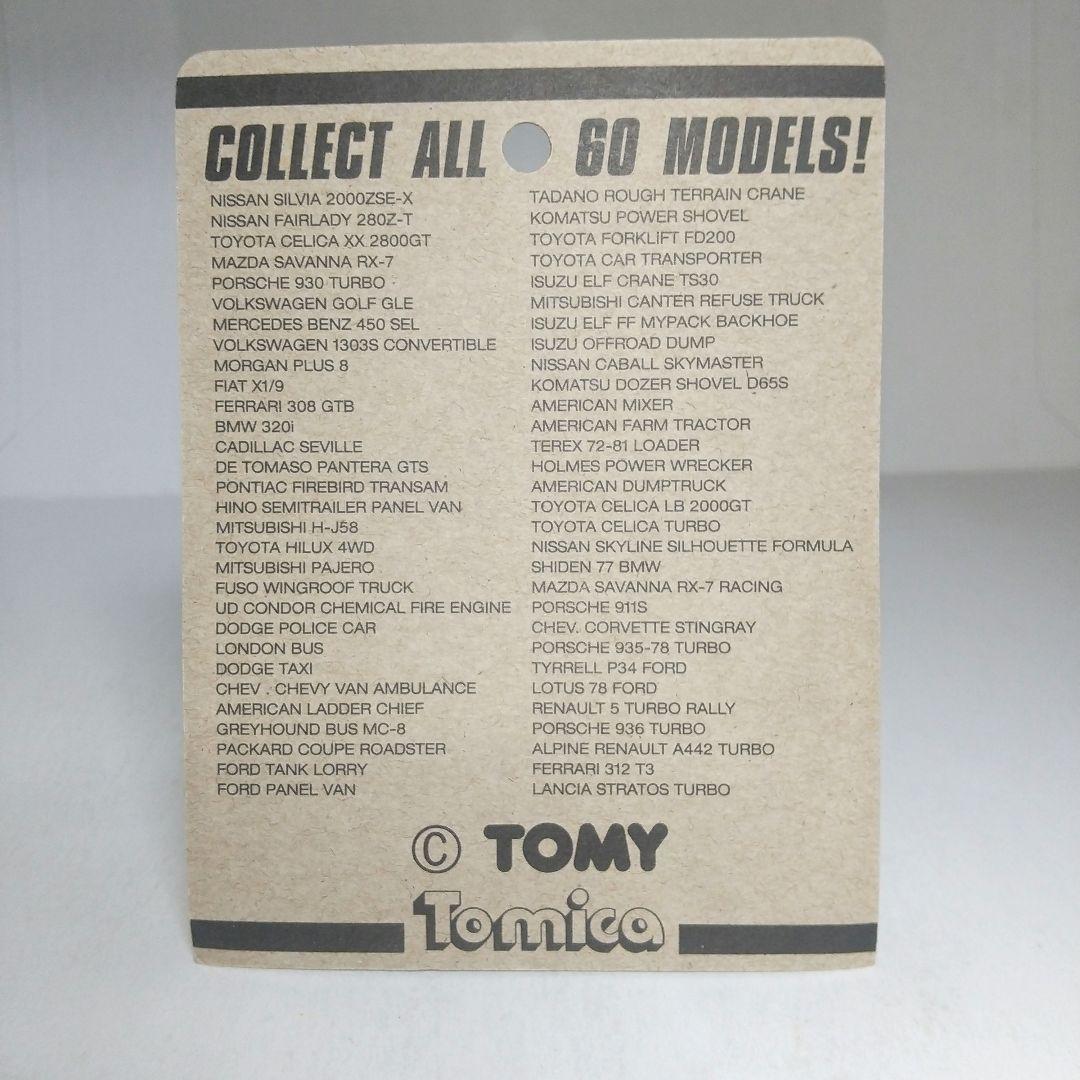 COLLECT ALL 60 MODELS!
NISSAN SILVIA 2000ZSE-X
NISSAN FAIRLADY 280Z-T
TOYOTA CELICA XX 2800GT
MAZDA SAVANNA RX-7
PORSCHE 930 TURBO
VOLKSWAGEN GOLF GLE
MERCEDES BENZ 450 SEL
VOLKSWAGEN 1303S CONVERTIBLE
MORGAN PLUS 8
FIAT X1/9
FERRARI 308 GTB
BMW 320i
CADILLAC SEVILLE
DE TOMASO PANTERA GTS
PONTIAC FIREBIRD TRANSAM
HINO SEMITRAILER PANEL VAN
MITSUBISHI H-J58
TOYOTA HILUX 4WD
MITSUBISHI PAJERO
FUSO WINGROOF TRUCK
UD CONDOR CHEMICAL FIRE ENGINE
DODGE POLICE CAR
LONDON BUS
DODGE TAXI
CHEV . CHEVY VAN AMBULANCE
AMERICAN LADDER CHIEF
GREYHOUND BUS MC-8
PACKARD COUPE ROADSTER
FORD TANK LORRY
FORD PANEL VAN
TADANO ROUGH TERRAIN CRANE
KOMATSU POWER SHOVEL
TOYOTA FORKLIFT FD200
TOYOTA CAR TRANSPORTER
ISUZU ELF CRANE TS30
MITSUBISHI CANTER REFUSE TRUCK
ISUZU ELF FF MYPACK BACKHOE
ISUZU OFFROAD DUMP
NISSAN CABALL SKYMASTER
KOMATSU DOZER SHOVEL D65S
AMERICAN MIXER
AMERICAN FARM TRACTOR
TEREX 72-81 LOADER
HOLMES POWER WRECKER
AMERICAN DUMPTRUCK
TOYOTA CELICA LB 2000GT
TOYOTA CELICA TURBO
NISSAN SKYLINE SILHOUETTE FORMULA
SHIDEN 77 BMW
MAZDA SAVANNA RX-7 RACING
PORSCHE 911S
CHEV. CORVETTE STINGRAY
PORSCHE 935-78 TURBO
TYRRELL P34 FORD
LOTUS 78 FORD
RENAULT 5 TURBO RALLY
PORSCHE 936 TURBO
ALPINE RENAULT A442 TURBO
FERRARI 312 T3
LANCIA STRATOS TURBO
© TOMY
Tomica